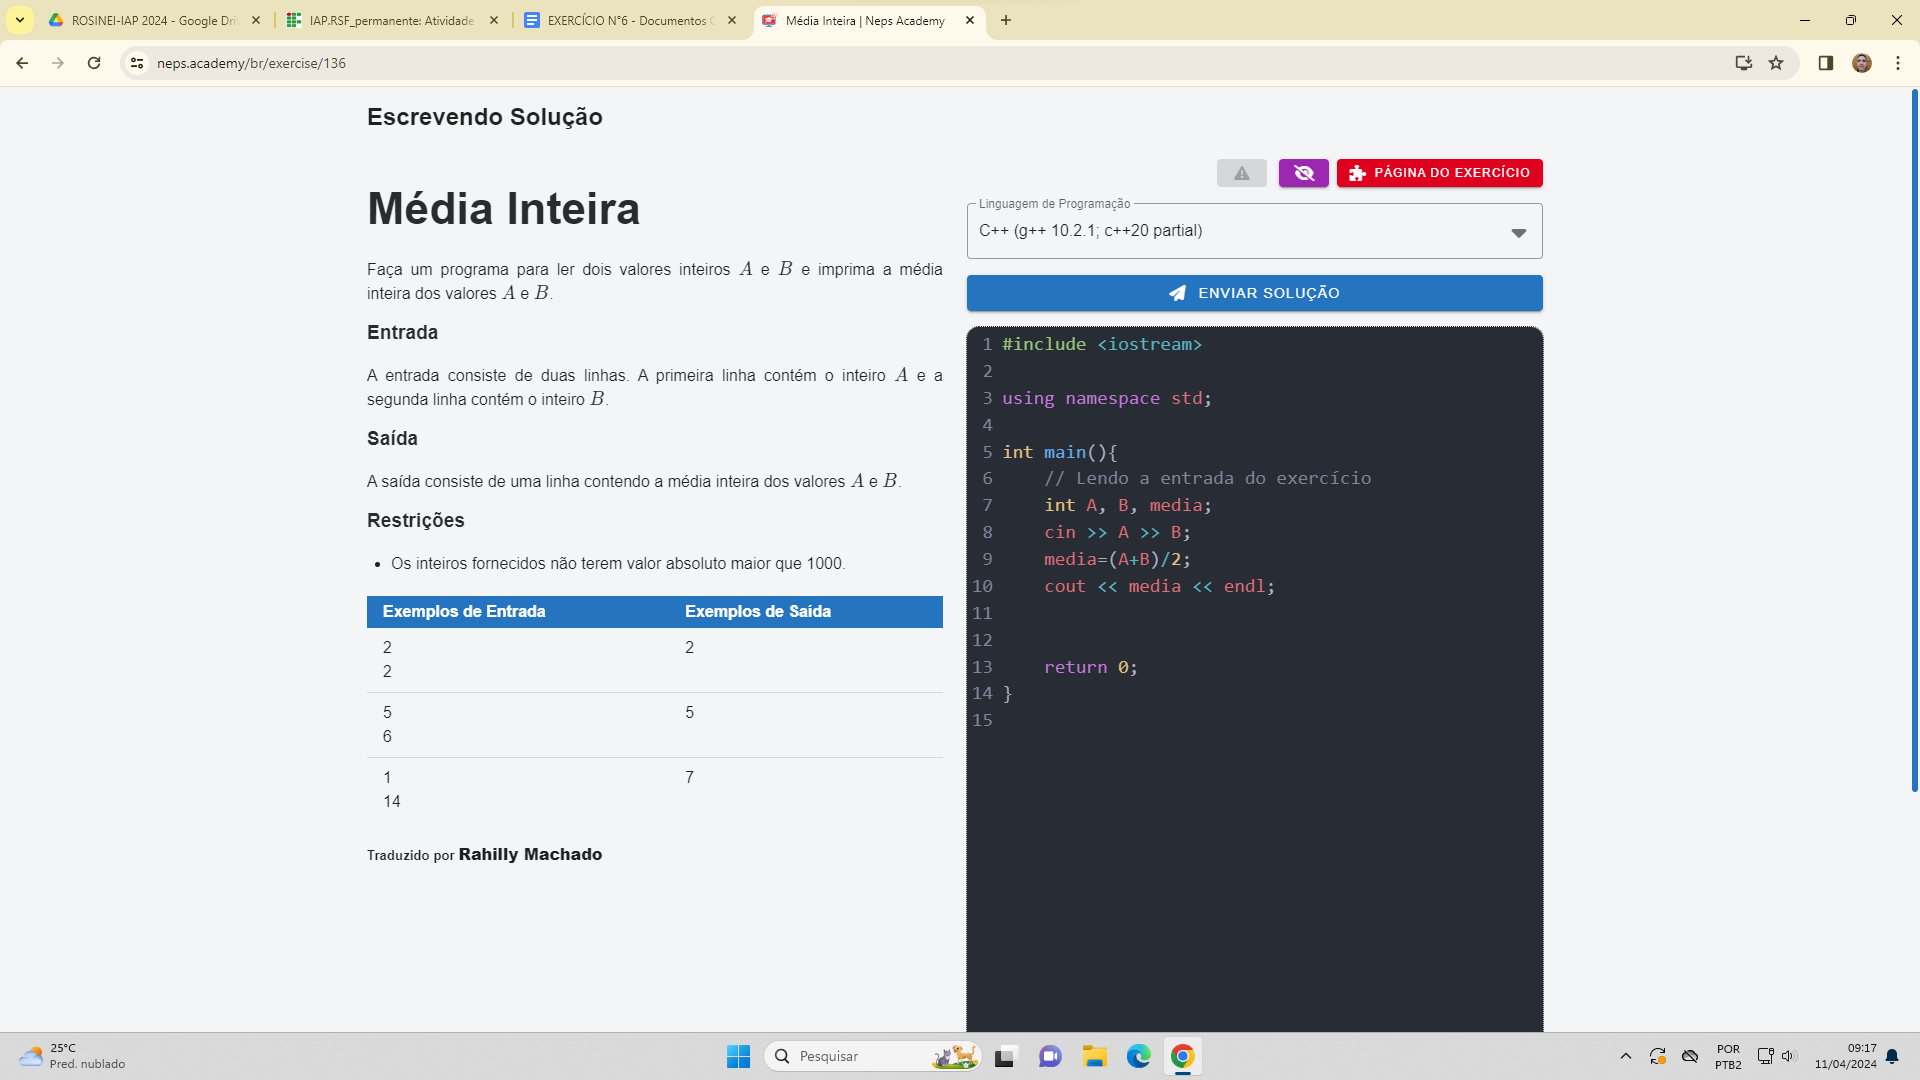 ROSINEI-IAP 2024 - Google Dri
IAP.RSF_permanente: Atividade
EXERCÍCIO N°6 - Documentos G
Média Inteira | Neps Academy
neps.academy/br/exercise/136
Escrevendo Solução
PÁGINA DO EXERCÍCIO
Média Inteira
Faça um programa para ler dois valores inteiros A e B e imprima a média
inteira dos valores A e B.
Entrada
A entrada consiste de duas linhas. A primeira linha contém o inteiro A e a
segunda linha contém o inteiro B.
Saída
A saída consiste de uma linha contendo a média inteira dos valores A e B.
Restrições
• Os inteiros fornecidos não terem valor absoluto maior que 1000.
Exemplos de Entrada Exemplos de Saída
2 2
2
5 5
6
1 7
14
Traduzido por Rahilly Machado
Linguagem de Programação
C++ (g++ 10.2.1; c++20 partial)
ENVIAR SOLUÇÃO
1 #include <iostream>
2
3 using namespace std;
4
5 int main(){
6     // Lendo a entrada do exercício
7     int A, B, media;
8     cin >> A >> B;
9     media=(A+B)/2;
10     cout << media << endl;
11
12
13     return 0;
14 }
15
25°C
Pred. nublado
Pesquisar
POR
PTB2
09:17
11/04/2024